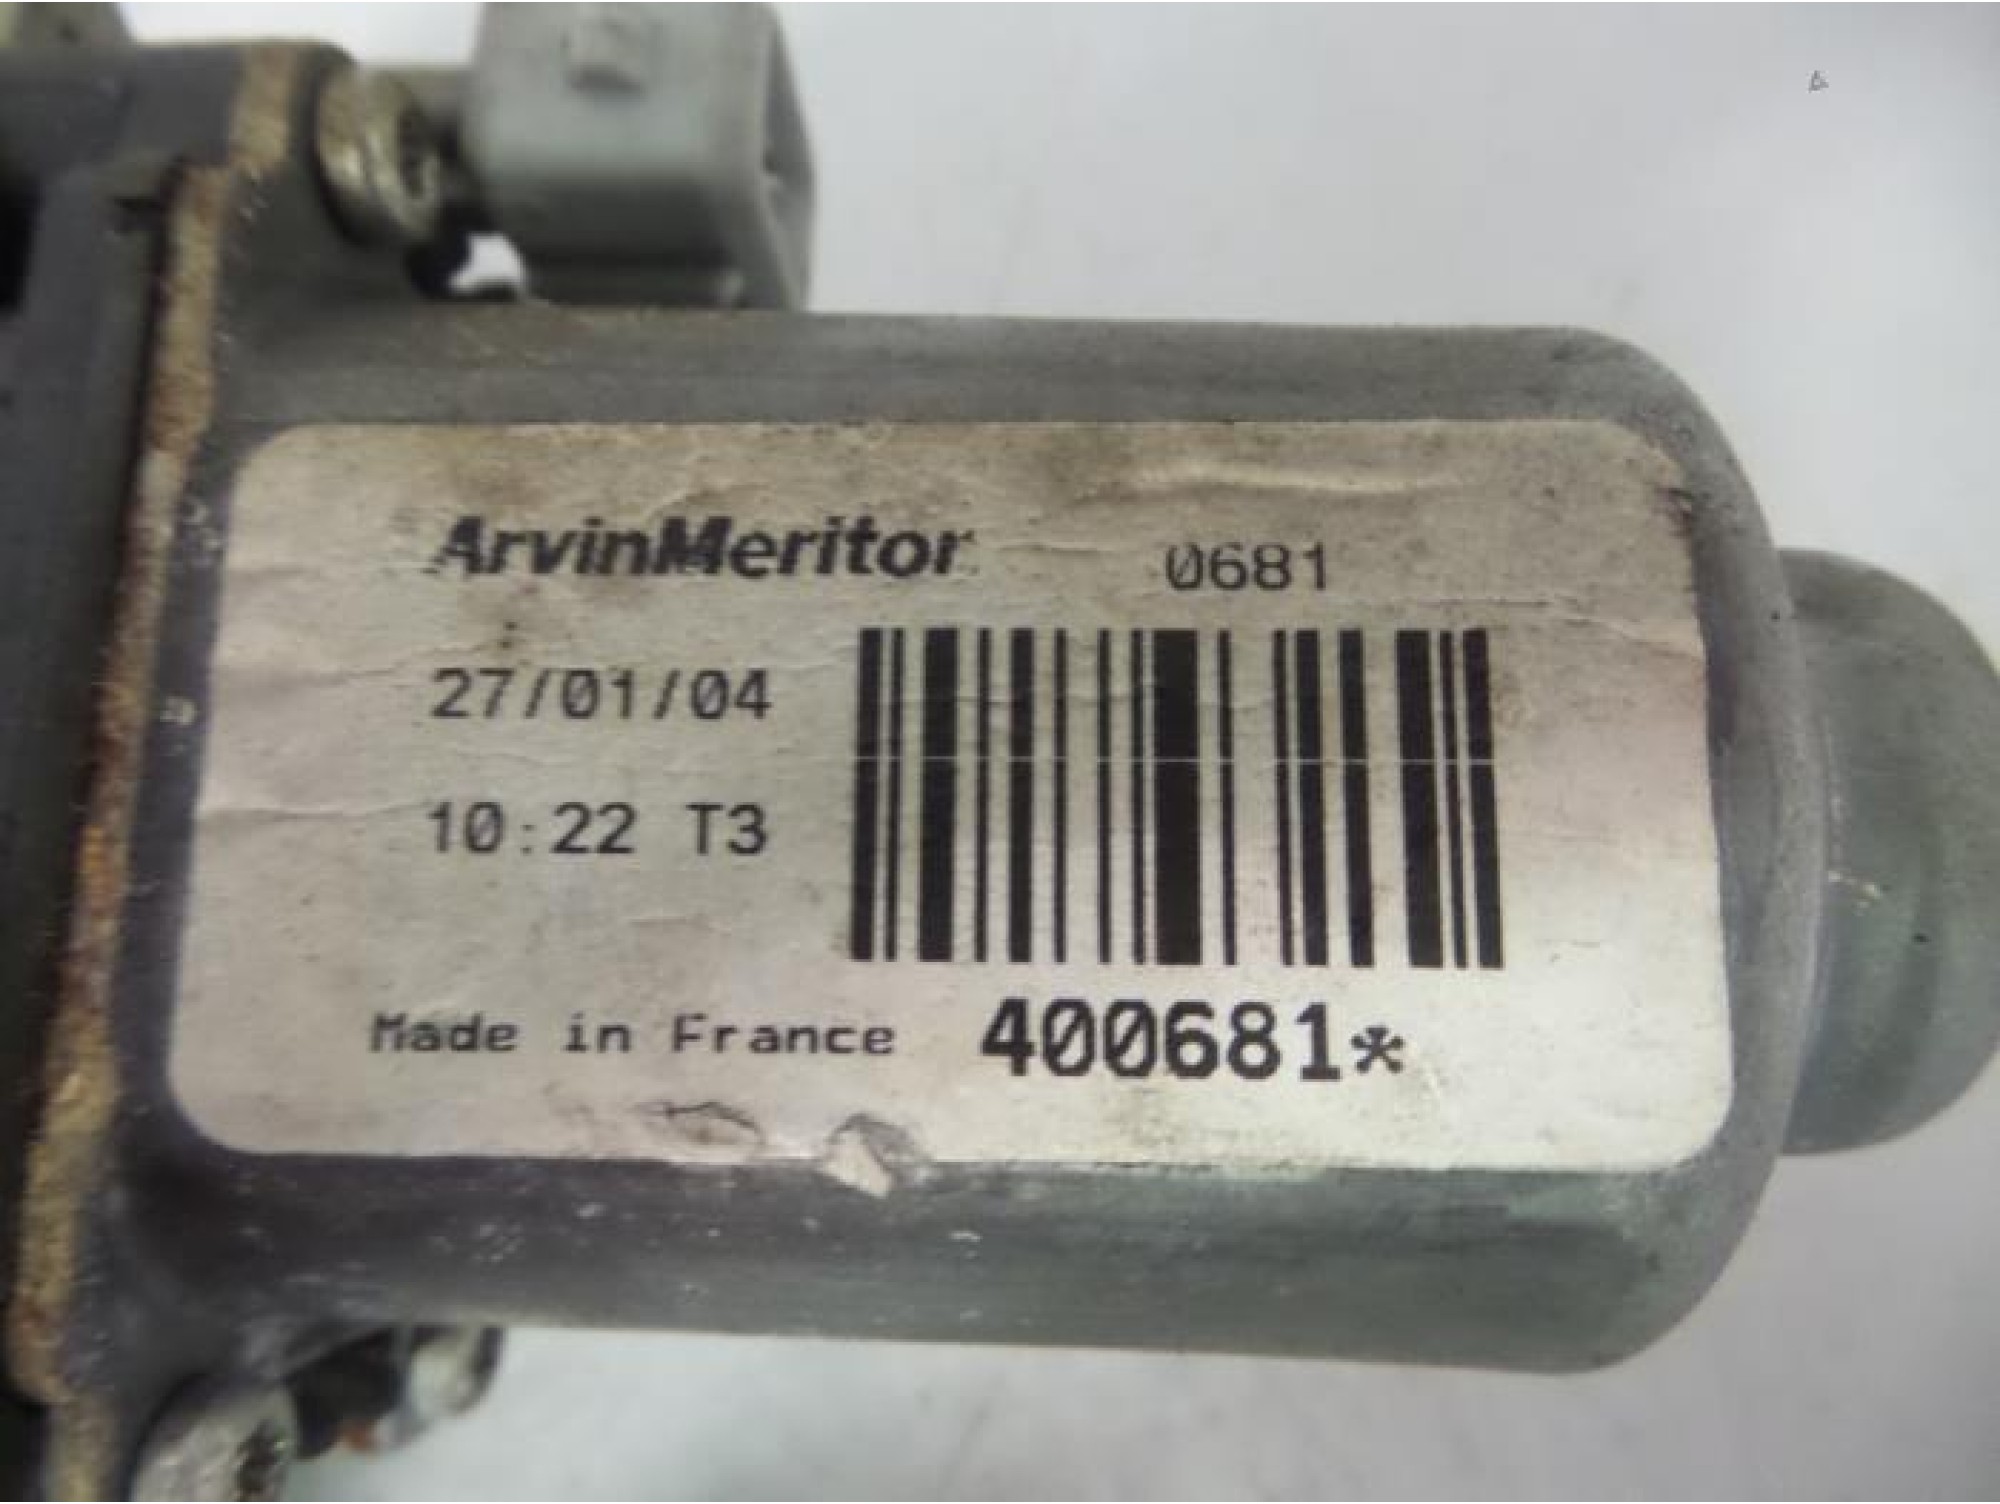 ArvinMeritor 0681
27/01/04
10:22 T3
Made in France 400681*